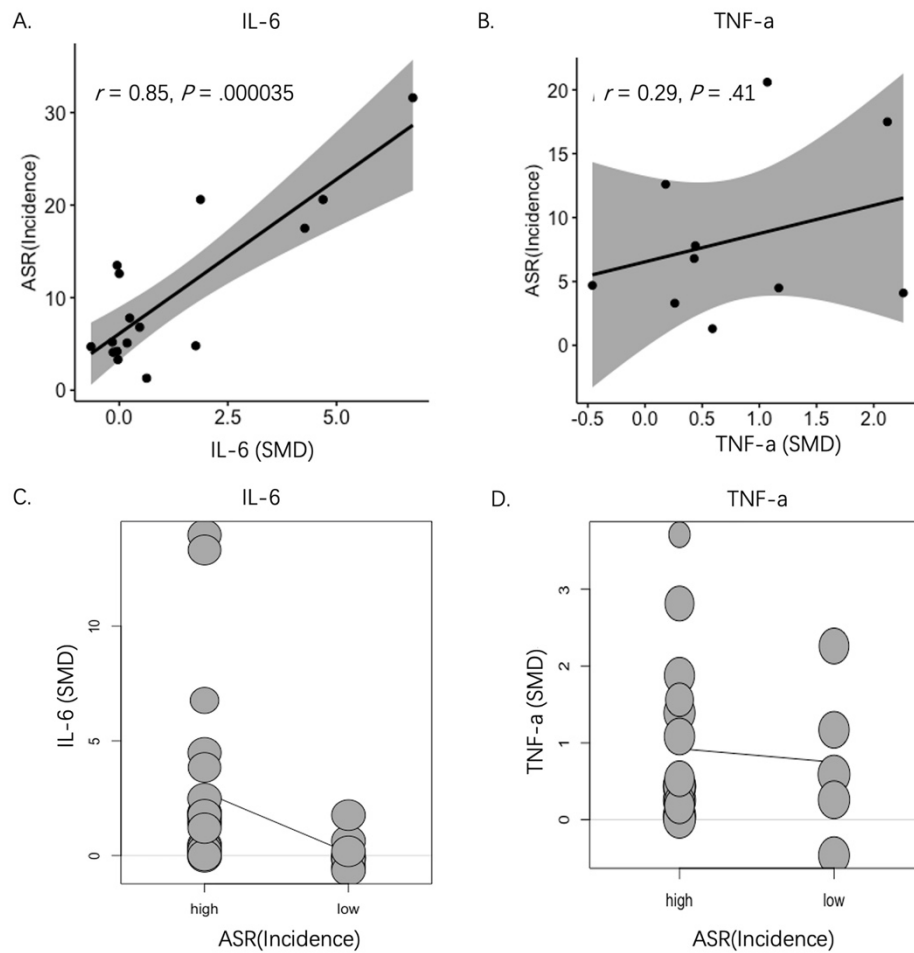 A. IL-6
r = 0.85, P = .000035
ASR(Incidence)
30
20
10
0
0.0 2.5 5.0
IL-6 (SMD)
B. TNF-a
r = 0.29, P = .41
ASR(Incidence)
20
15
10
5
0
-0.5 0.0 0.5 1.0 1.5 2.0
TNF-a (SMD)
C. IL-6
IL-6 (SMD)
10
5
0
high low
ASR(Incidence)
D. TNF-a
TNF-a (SMD)
3
2
1
0
high low
ASR(Incidence)